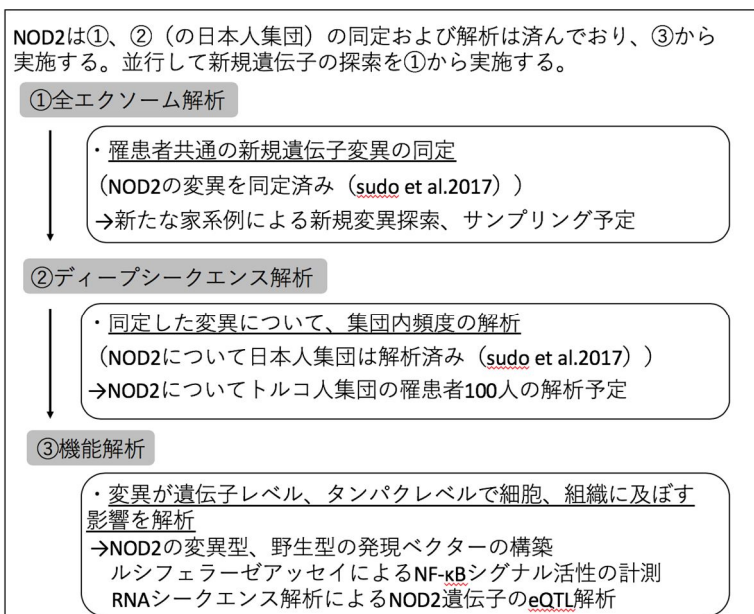 NOD2は①、②（の日本人集団）の同定および解析は済んでおり、③から
実施する。並行して新規遺伝子の探索を①から実施する。
①全エクソーム解析
・罹患者共通の新規遺伝子変異の同定
（NOD2の変異を同定済み（sudo et al.2017））
→新たな家系例による新規変異探索、サンプリング予定
②ディープシークエンス解析
・同定した変異について、集団内頻度の解析
（NOD2について日本人集団は解析済み（sudo et al.2017））
→NOD2についてトルコ人集団の罹患者100人の解析予定
③機能解析
・変異が遺伝子レベル、タンパクレベルで細胞、組織に及ぼす
影響を解析
→NOD2の変異型、野生型の発現ベクターの構築
ルシフェラーゼアッセイによるNF-κBシグナル活性の計測
RNAシークエンス解析によるNOD2遺伝子のeQTL解析